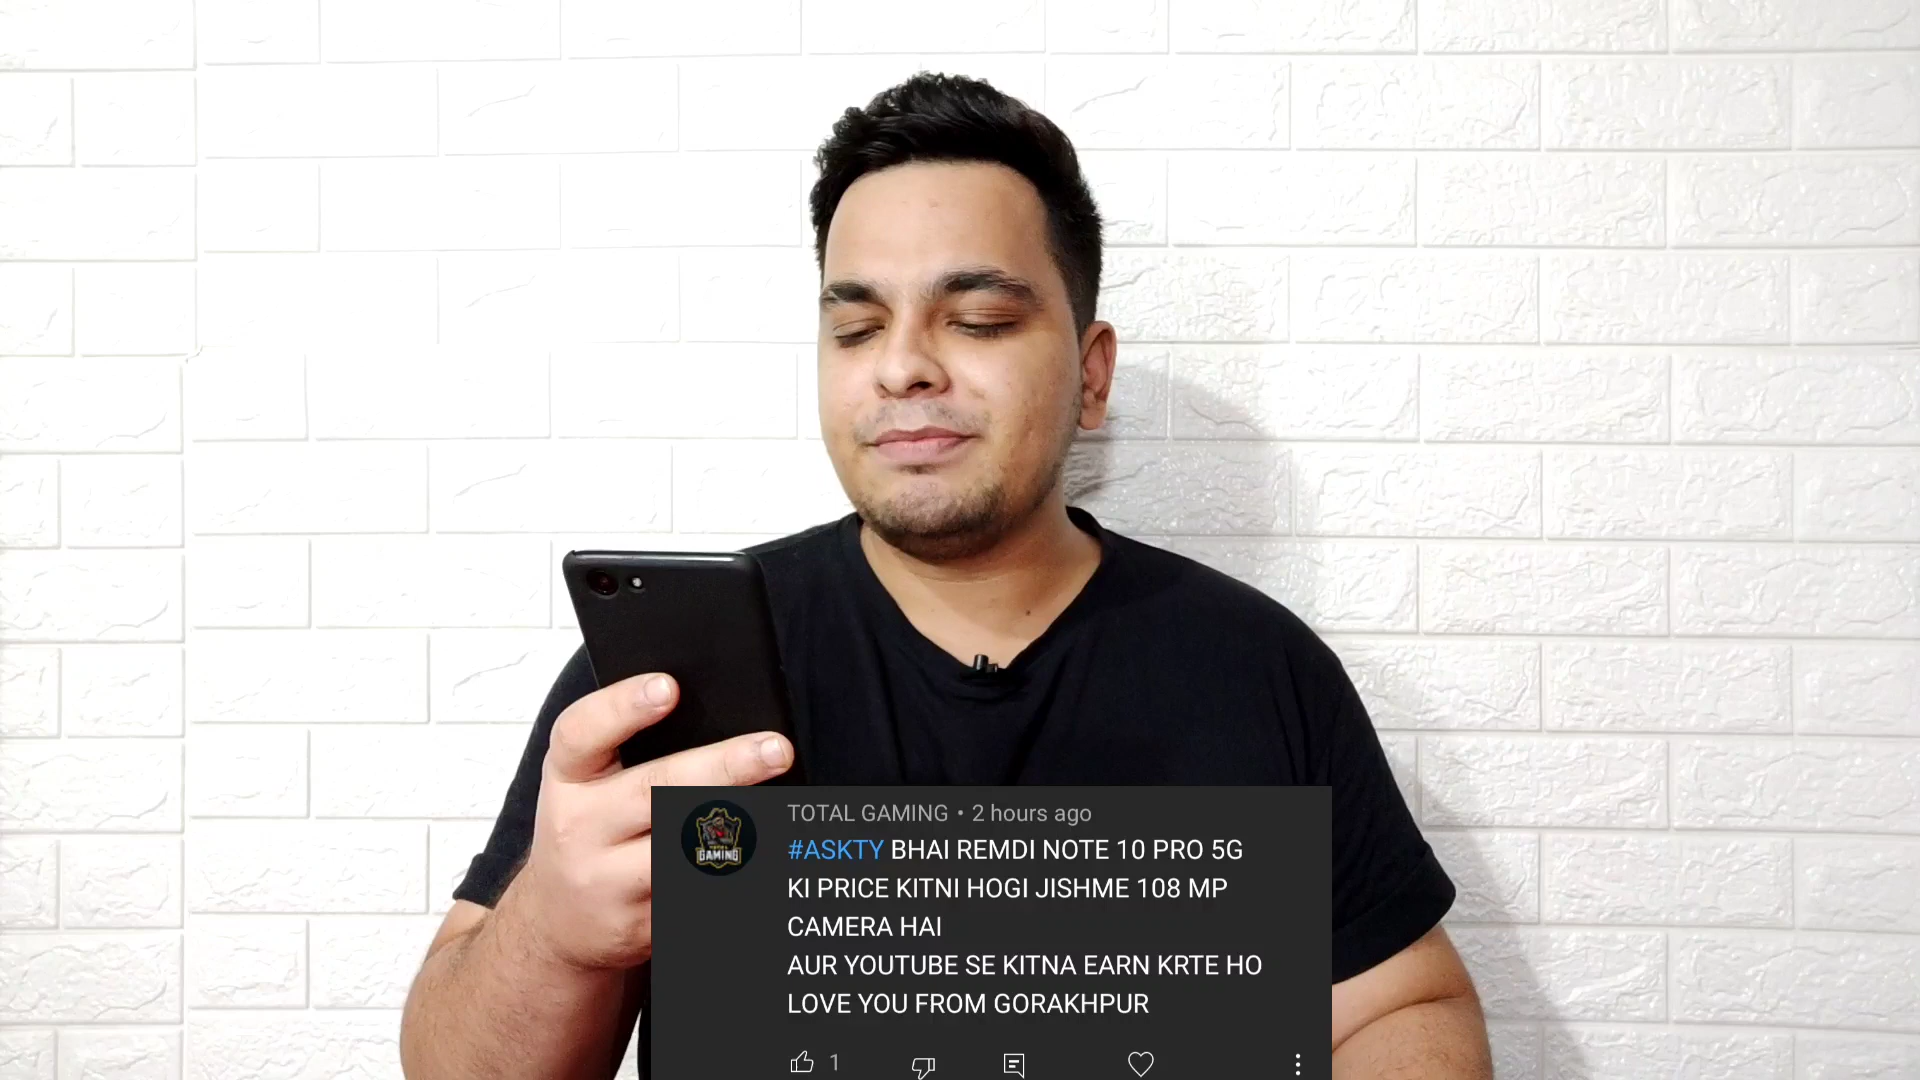 TOTAL GAMING • 2 hours ago
#ASKTY BHAI REMDI NOTE 10 PRO 5G
KI PRICE KITNI HOGI JISHME 108 MP
CAMERA HAI
AUR YOUTUBE SE KITNA EARN KRTE HO
LOVE YOU FROM GORAKHPUR
1
GAMING